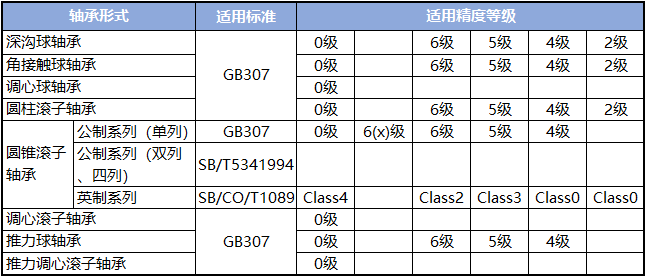 轴承形式 适用标准 适用精度等级
深沟球轴承 GB307 0级 6级 5级 4级 2级
角接触球轴承 0级 6级 5级 4级 2级
调心球轴承 0级
圆柱滚子轴承 0级 6级 5级 4级 2级
圆锥滚子轴承 公制系列（单列) GB307 0级 6(x)级 6级 5级 4级
公制系列（双列
、四列） SB/T5341994
英制系列 SB/CO/T1089 Class4 Class2 Class3 Class0 Class0
调心滚子轴承 GB307 0级
推力球轴承 0级 6级 5级 4级
推力调心滚子轴承 0级